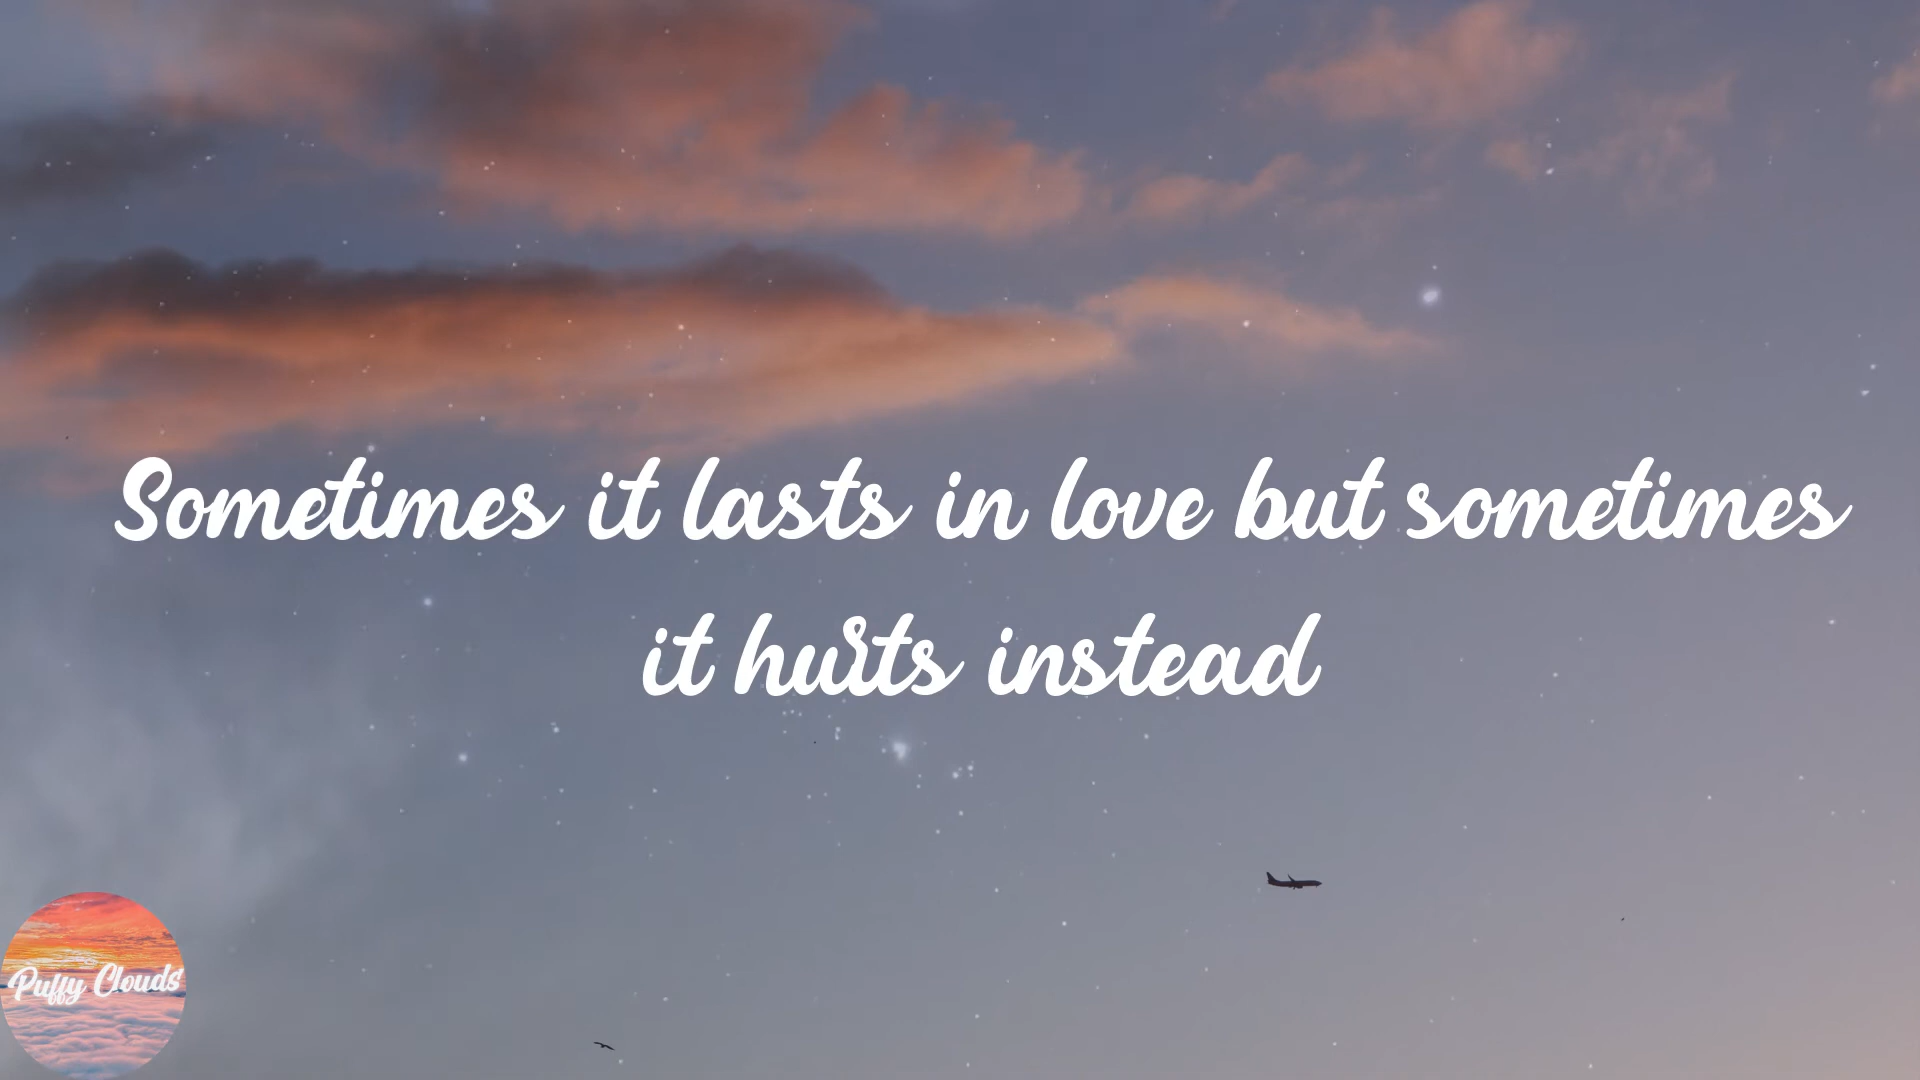 Sometimes it lasts in love but sometimes
it hurts instead
Puffy Clouds